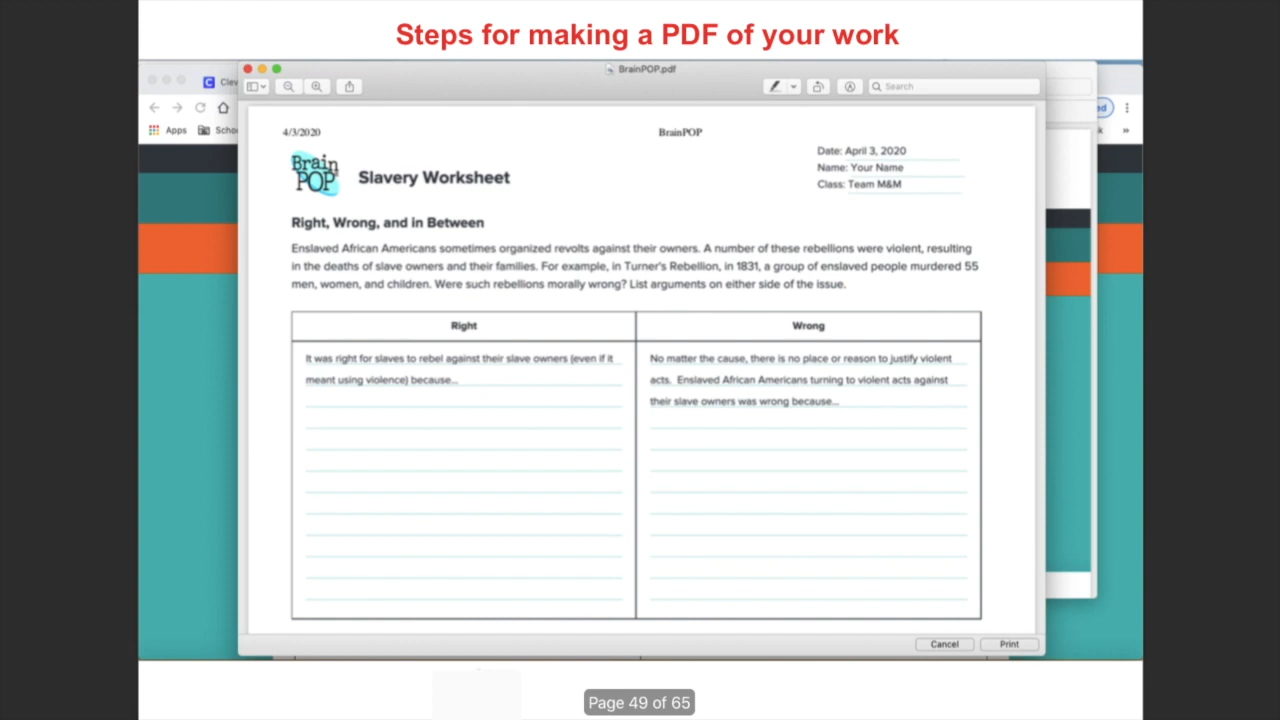 Steps for making a PDF of your work
BrainPOP.pdf
Search
Apps
4/3/2020
BrainPOP
Brain
POP
Slavery Worksheet
Date: April 3, 2020
Name: Your Name
Class: Team M&M
Right, Wrong, and in Between
Enslaved African Americans sometimes organized revolts against their owners. A number of these rebellions were violent, resulting
in the deaths of slave owners and their families. For example, in Turner's Rebellion, in 1831, a group of enslaved people murdered 55
men, women, and children. Were such rebellions morally wrong? List arguments on either side of the issue.
Right
Wrong
It was right for slaves to rebel against their slave owners (even if it
meant using violence) because...
No matter the cause, there is no place or reason to justify violent
acts. Enslaved African Americans turning to violent acts against
their slave owners was wrong because...
Cancel
Print
Page 49 of 65